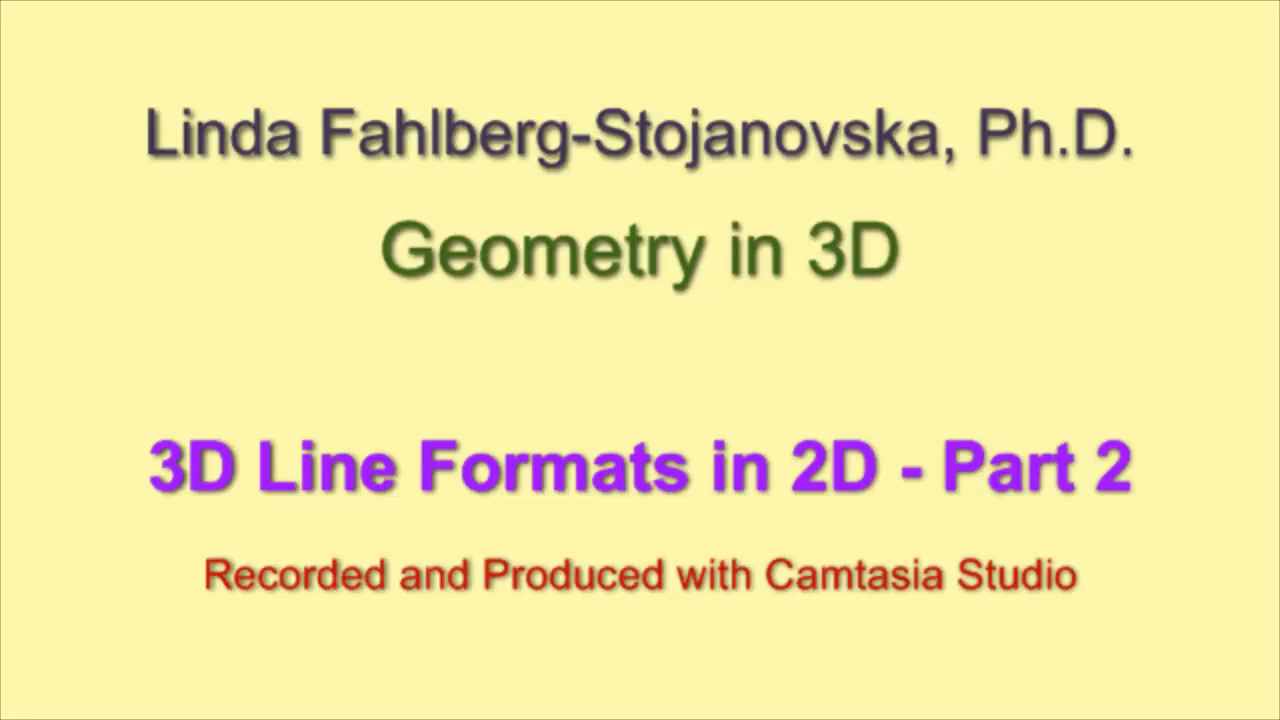 Linda Fahlberg-Stojanovska, Ph.D.
Geometry in 3D
3D Line Formats in 2D - Part 2
Recorded and Produced with Camtasia Studio